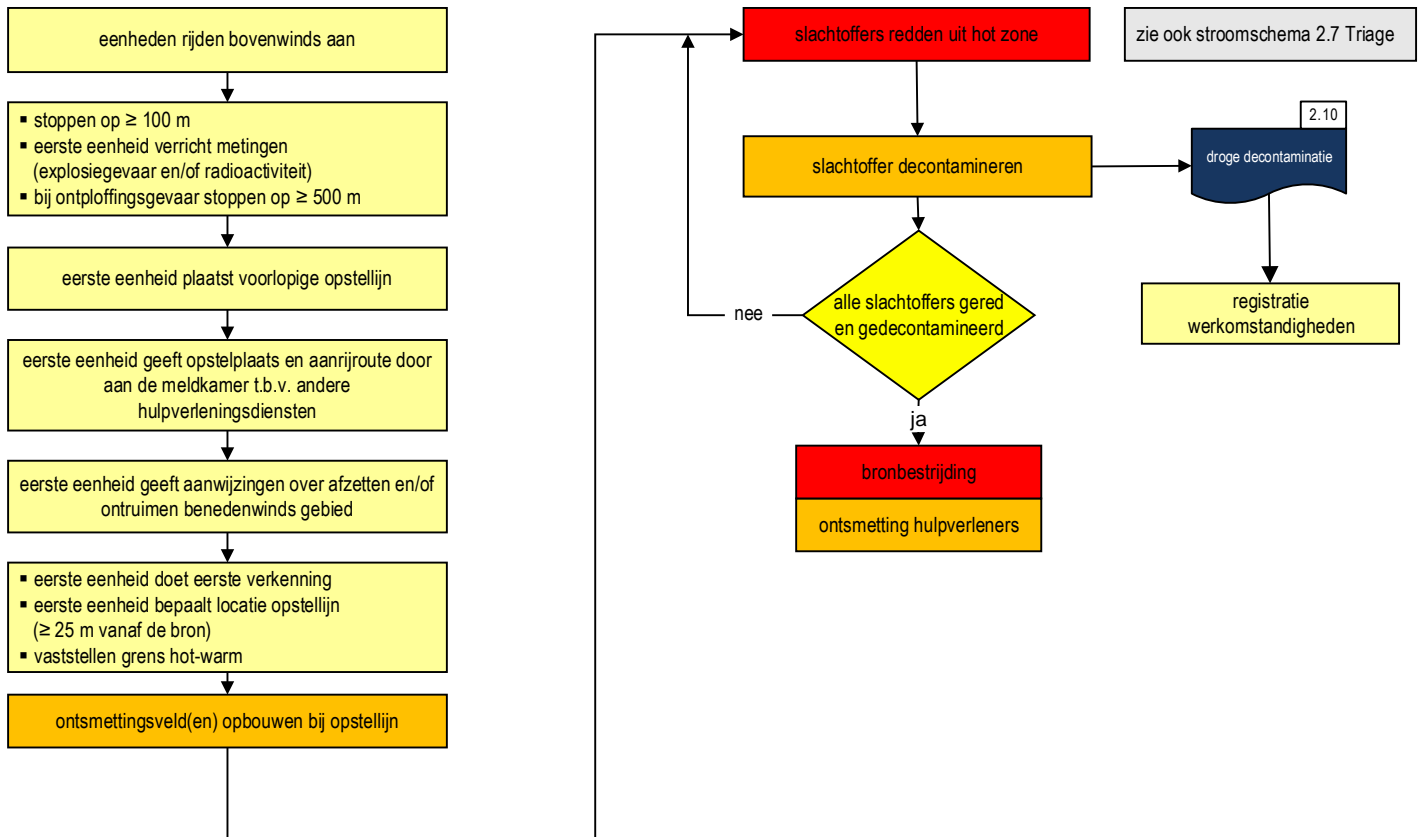 eenheden rijden bovenwinds aan
▪ stoppen op ≥ 100 m
▪ eerste eenheid verricht metingen
(explosiegevaar en/of radioactiviteit)
▪ bij ontploffingsgevaar stoppen op ≥ 500 m
eerste eenheid plaatst voorlopige opstellijn
eerste eenheid geeft opstelplaats en aanrijroute door
aan de meldkamer t.b.v. andere
hulpverleningsdiensten
eerste eenheid geeft aanwijzingen over afzetten en/of
ontruimen benedenwinds gebied
▪ eerste eenheid doet eerste verkenning
▪ eerste eenheid bepaalt locatie opstellijn
(≥ 25 m vanaf de bron)
▪ vaststellen grens hot-warm
ontsmettingsveld(en) opbouwen bij opstellijn
slachtoffers redden uit hot zone
slachtoffer decontamineren
alle slachtoffers gered
en gedecontamineerd
nee
ja
bronbestrijding
ontsmetting hulpverleners
zie ook stroomschema 2.7 Triage
2.10
droge decontaminatie
registratie
werkomstandigheden